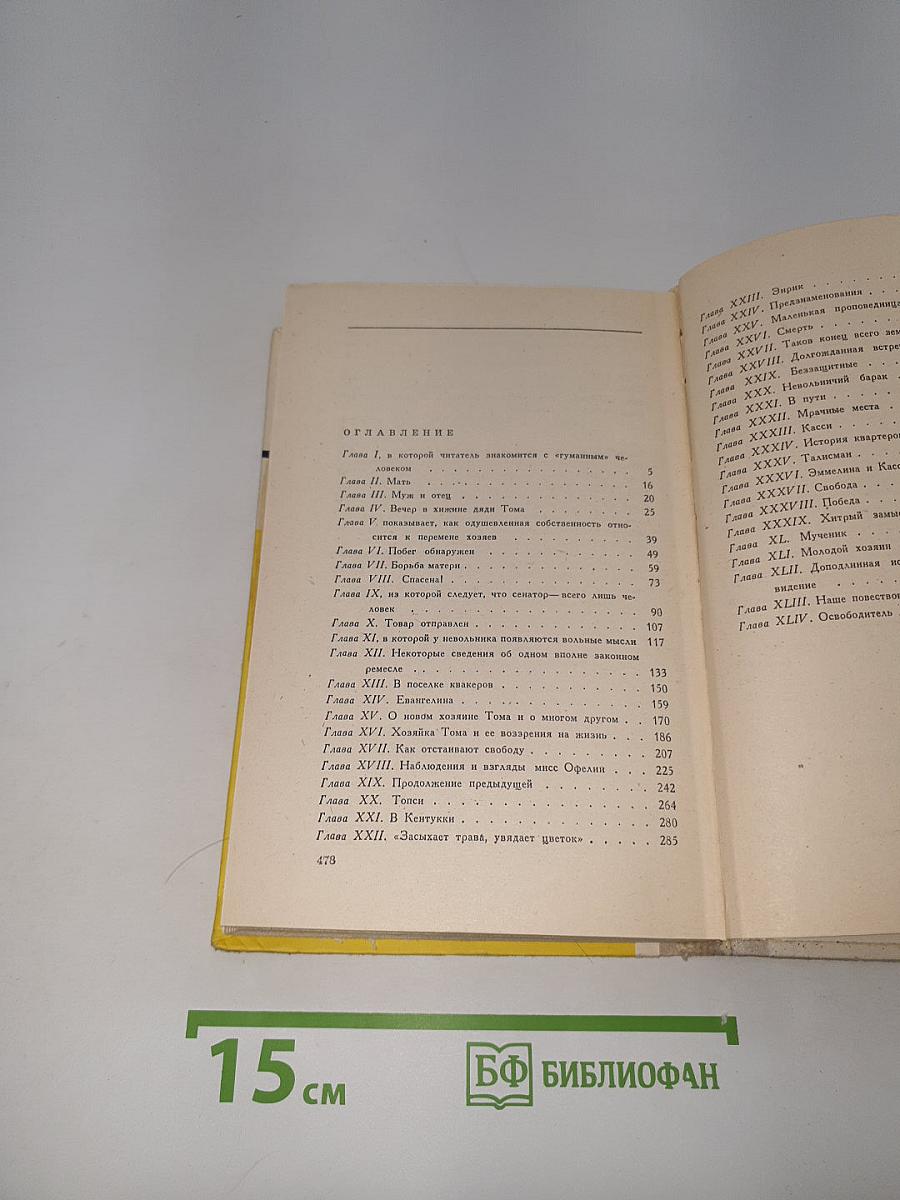 ОГЛАВЛЕНИЕ
Глава I, в которой читатель знакомится с «гуманным» че-
ловеком . . . . . . . . . . . . . . . . 5
Глава II. Мать . . . . . . . . . . . . . . . . 16
Глава III. Муж и отец . . . . . . . . . . . . . . 20
Глава IV. Вечер в хижине дяди Тома . . . . . . . . 25
Глава V показывает, как одушевленная собственность отно-
сится к перемене хозяев . . . . . . . . . . 39
Глава VI. Побег обнаружен . . . . . . . . . . . . 49
Глава VII. Борьба матери . . . . . . . . . . . . . 59
Глава VIII. Спасена! . . . . . . . . . . . . . . 73
Глава IX, из которой следует, что сенатор—всего лишь че-
ловек . . . . . . . . . . . . . . . . . 90
Глава X. Товар отправлен . . . . . . . . . . . . . 107
Глава XI, в которой у невольника появляются вольные мысли 117
Глава XII. Некоторые сведения об одном вполне законном
ремесле . . . . . . . . . . . . . . . . 133
Глава XIII. В поселке квакеров . . . . . . . . . . . 150
Глава XIV. Евангелина . . . . . . . . . . . . . . 159
Глава XV. О новом хозяине Тома и о многом другом . . 170
Глава XVI. Хозяйка Тома и ее воззрения на жизнь . . . 186
Глава XVII. Как отстаивают свободу . . . . . . . . . 207
Глава XVIII. Наблюдения и взгляды мисс Офелии . . . 225
Глава XIX. Продолжение предыдущей . . . . . . . 242
Глава XX. Топси . . . . . . . . . . . . . . . . 264
Глава XXI. В Кентукки . . . . . . . . . . . . . . 280
Глава XXII. «Засыхает трава, увядает цветок» . . . . . 285
478
Глава XXIII. Энрик . . . . . . .
Глава XXIV. Предзнаменования . . .
Глава XXV. Маленькая проповедница
Глава XXVI. Смерть . . . . . .
Глава XXVII. Таков конец всего
Глава XXVIII. Долгожданная
Глава XXIX. Беззащитные . . .
Глава XXX. Невольничий барак .
Глава XXXI. В пути . . . . . .
Глава XXXII. Мрачные места .
Глава XXXIII. Касси . . . . .
Глава XXXIV. История
Глава XXXV. Талисман . . . .
Глава XXXVI. Эммелина и
Глава XXXVII. Свобода . . .
Глава XXXVIII. Победа . . .
Глава XXXIX. Хитрый
Глава XL. Мученик . . . . .
Глава XLI. Молодой хозяин
Глава XLII. Доподлинная
видение . . . . .
Глава XLIII. Наше
Глава XLIV. Освободитель
15 см
БФ БИБЛИОФАН